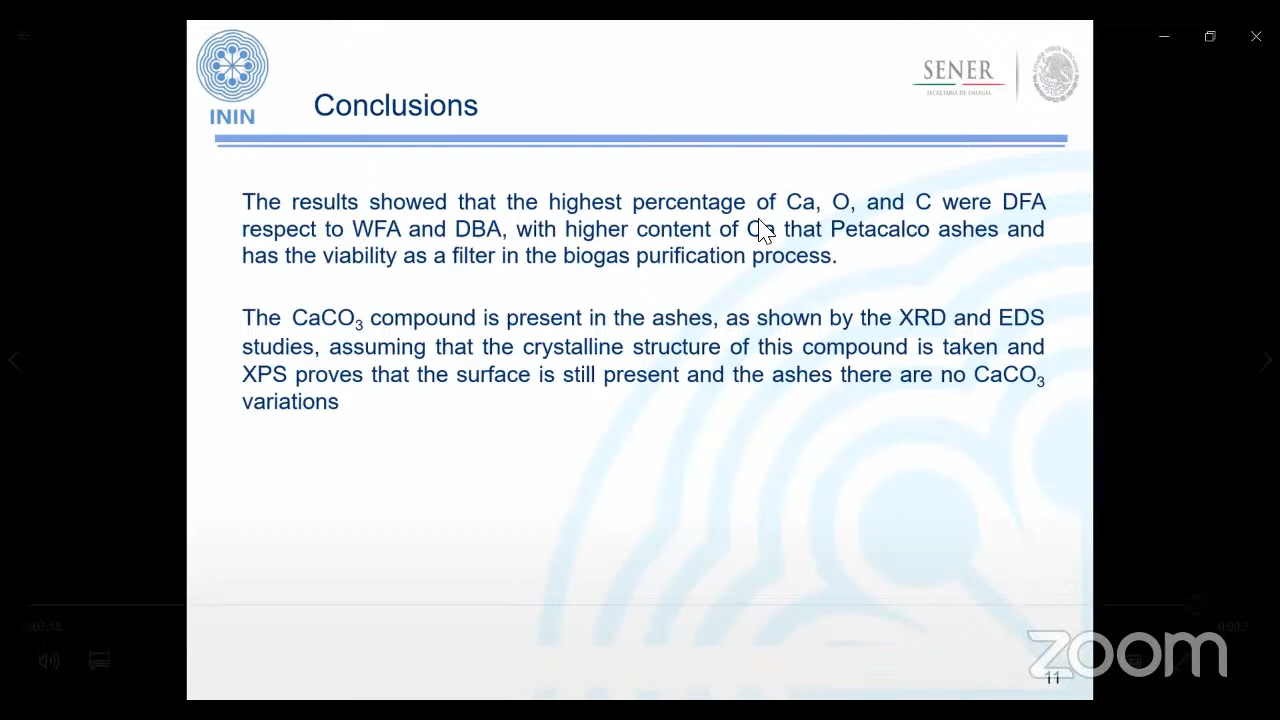 SENER
SECRETARÍA DE ENERGÍA
ININ
Conclusions
The results showed that the highest percentage of Ca, O, and C were DFA
respect to WFA and DBA, with higher content of Ca that Petacalco ashes and
has the viability as a filter in the biogas purification process.
The CaCO₃ compound is present in the ashes, as shown by the XRD and EDS
studies, assuming that the crystalline structure of this compound is taken and
XPS proves that the surface is still present and the ashes there are no CaCO₃
variations
zoom
11